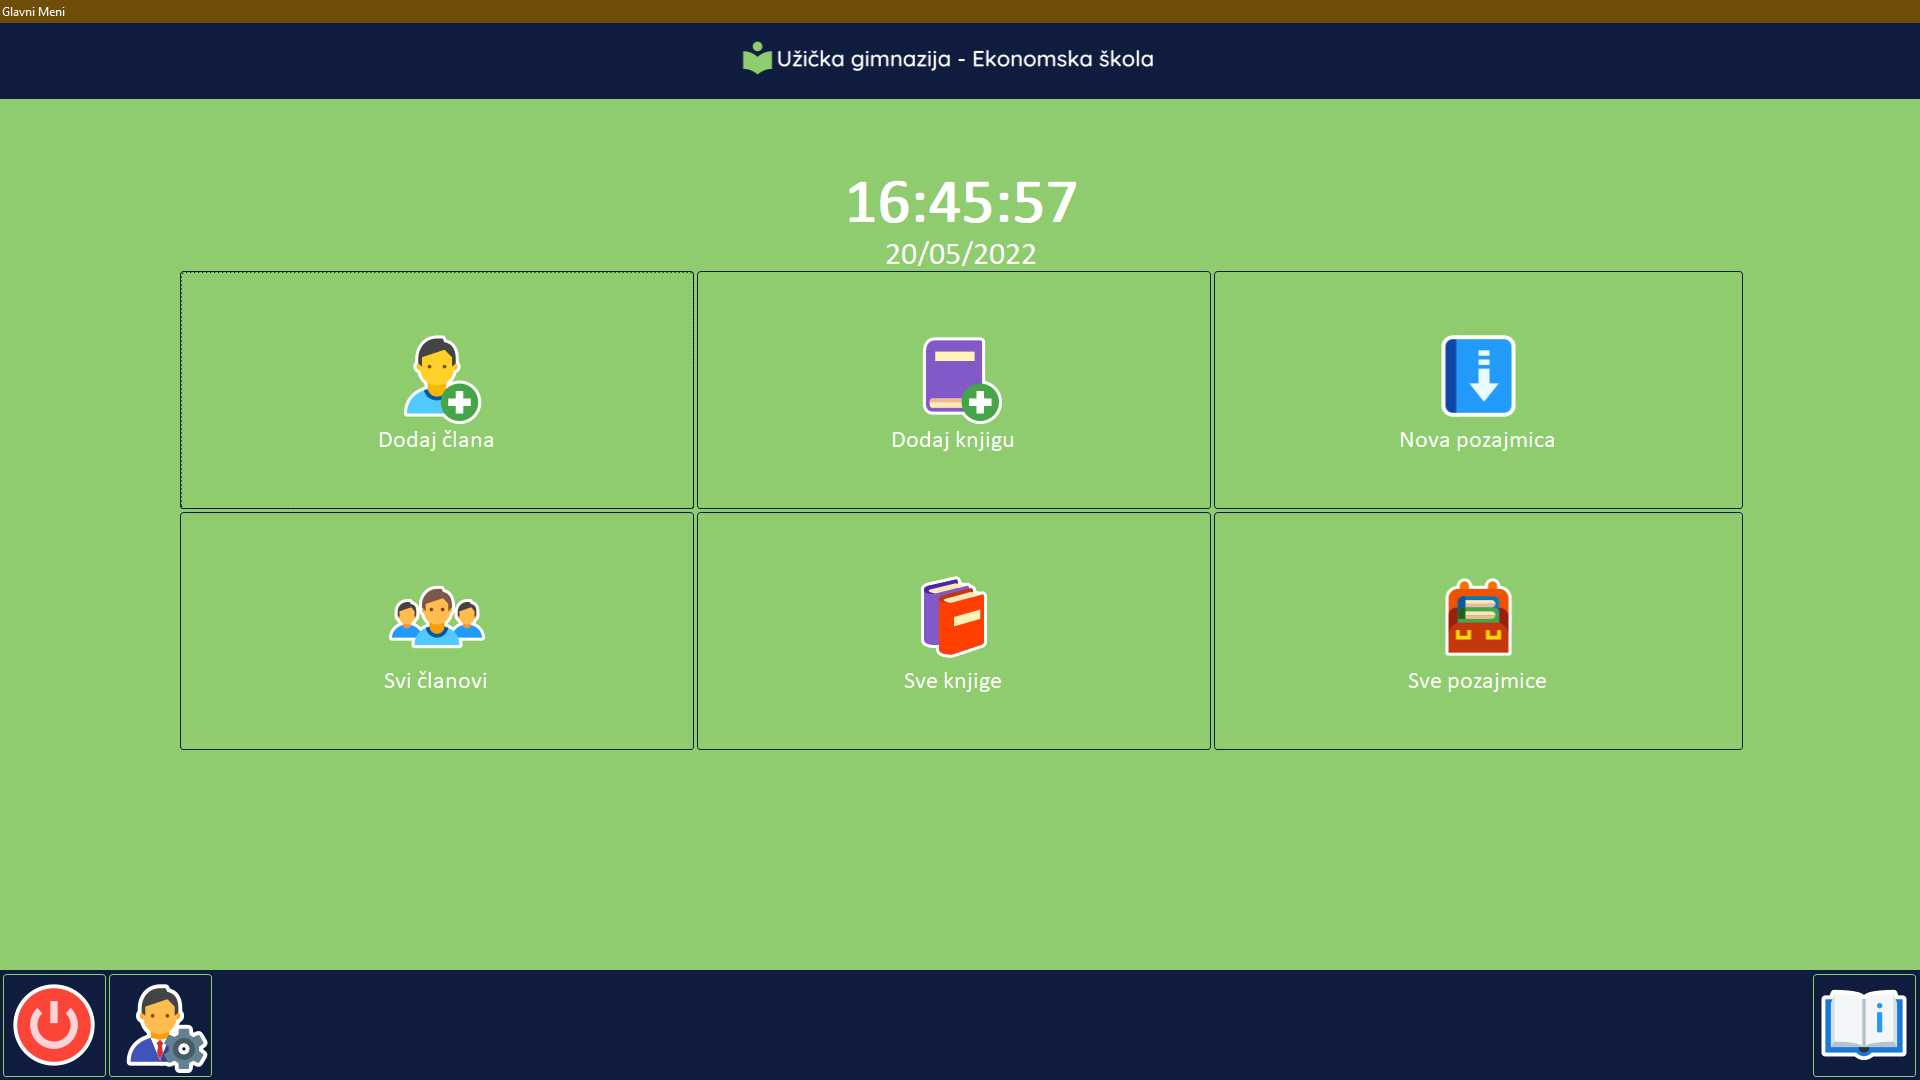 Glavni Meni
Užička gimnazija - Ekonomska škola
16:45:57
20/05/2022
Dodaj člana
Dodaj knjigu
Nova pozajmica
Svi članovi
Sve knjige
Sve pozajmice
i